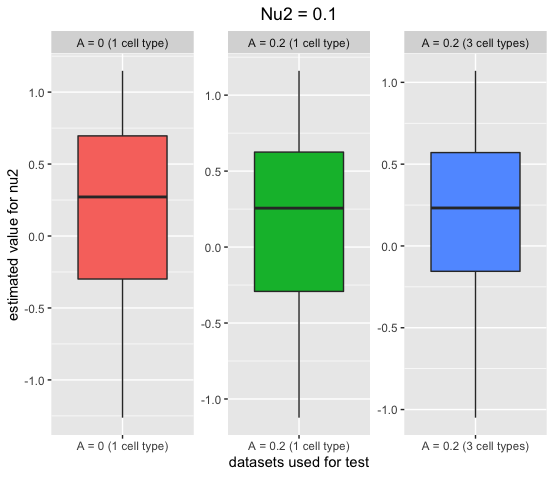 Nu2 = 0.1
A = 0 (1 cell type)
A = 0.2 (1 cell type)
A = 0.2 (3 cell types)
estimated value for nu2
1.0
0.5
0.0
-0.5
-1.0
1.0
0.5
0.0
-0.5
-1.0
1.0
0.5
0.0
-0.5
-1.0
A = 0 (1 cell type)
A = 0.2 (1 cell type)
A = 0.2 (3 cell types)
datasets used for test